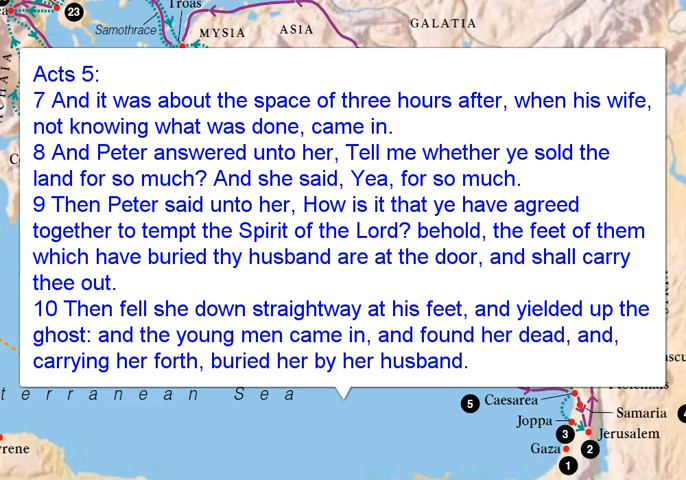 23
Troas
Samothrace
MYSIA
ASIA
GALATIA
Acts 5:
7 And it was about the space of three hours after, when his wife,
not knowing what was done, came in.
8 And Peter answered unto her, Tell me whether ye sold the
land for so much? And she said, Yea, for so much.
9 Then Peter said unto her, How is it that ye have agreed
together to tempt the Spirit of the Lord? behold, the feet of them
which have buried thy husband are at the door, and shall carry
thee out.
10 Then fell she down straightway at his feet, and yielded up the
ghost: and the young men came in, and found her dead, and,
carrying her forth, buried her by her husband.
terranean Sea
5
Caesarea
Samaria
Joppa
3
Jerusalem
Gaza
2
1